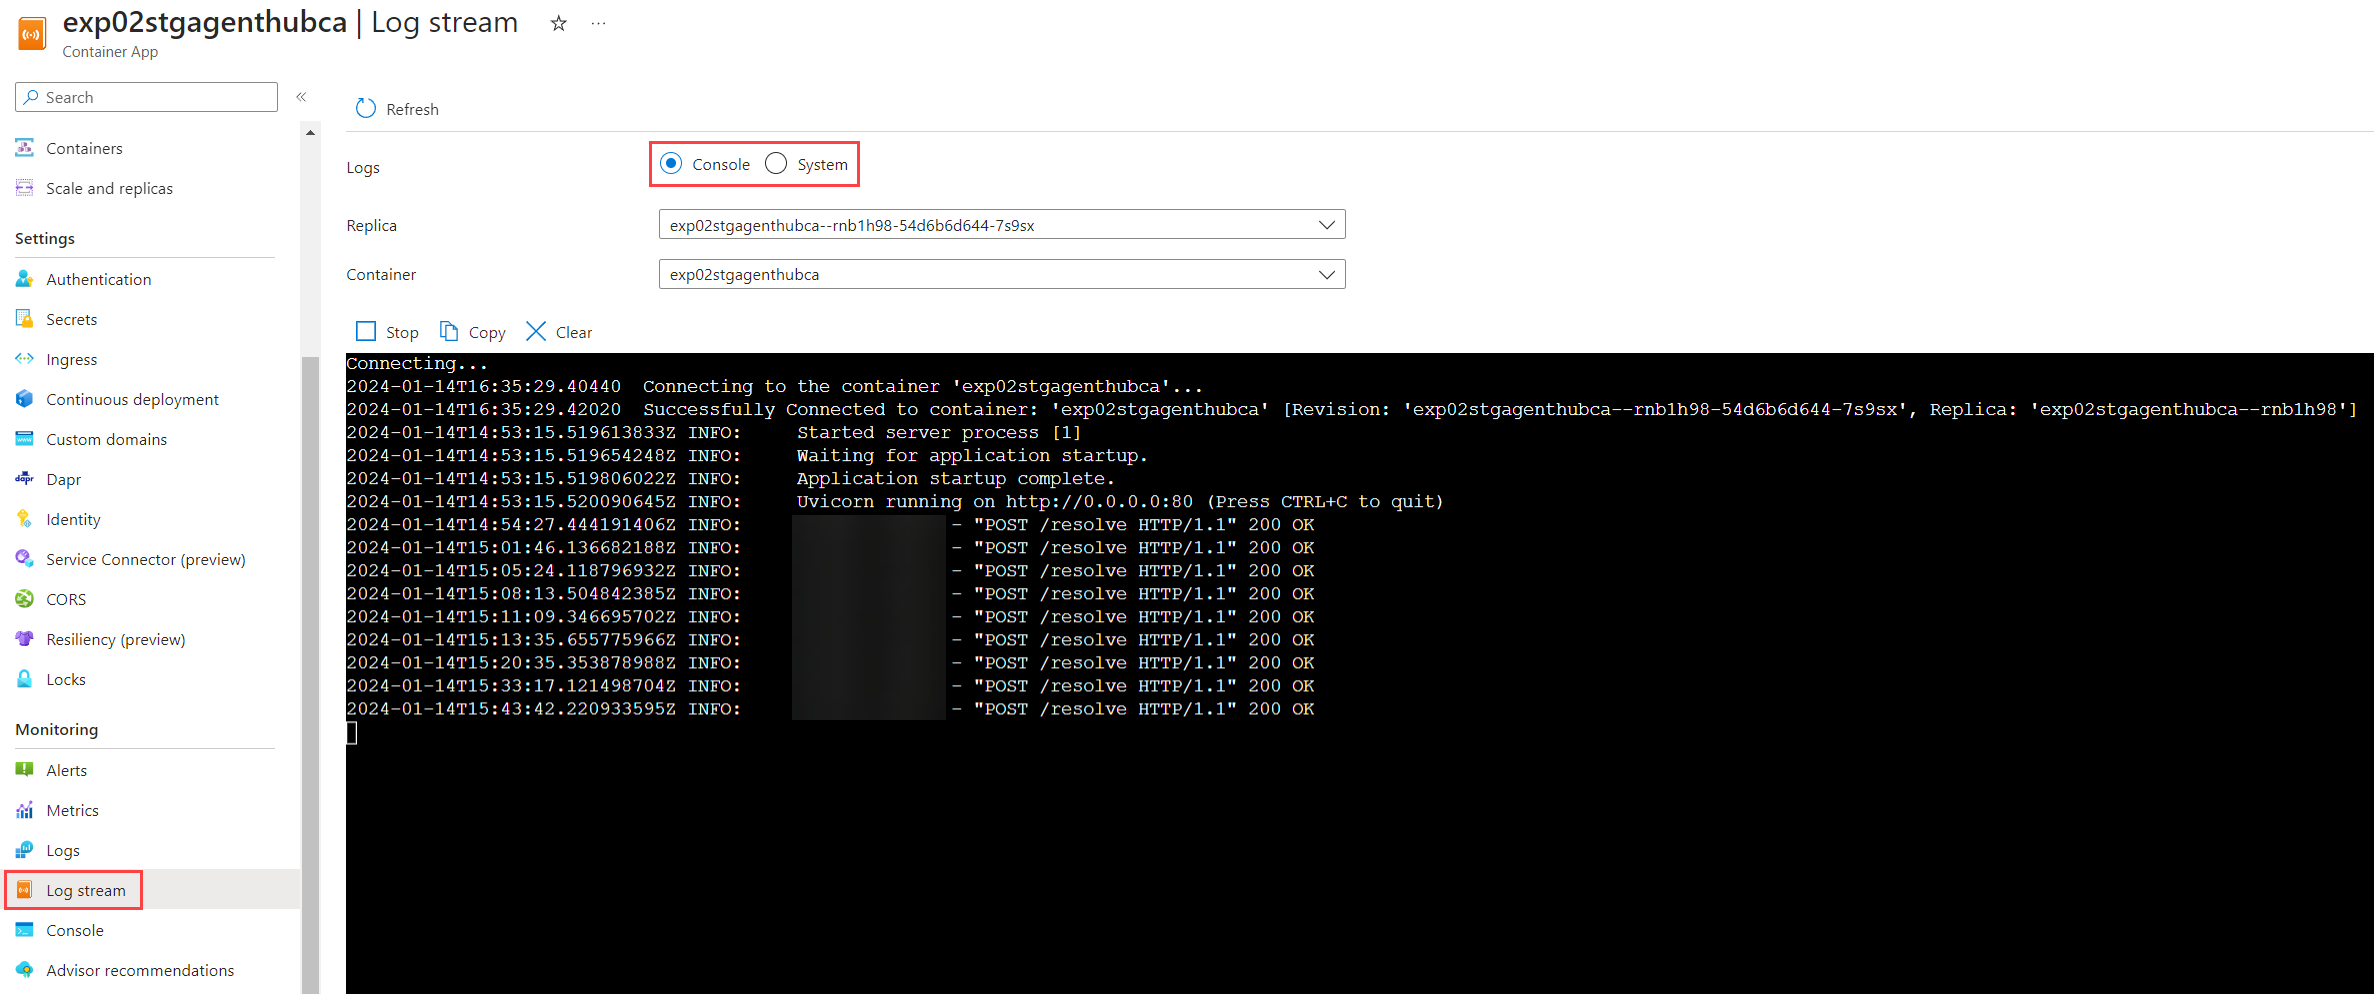 exp02stgagenthubca | Log stream
Container App
Search
Containers
Scale and replicas
Settings
Authentication
Secrets
Ingress
Continuous deployment
Custom domains
dapr Dapr
Identity
Service Connector (preview)
CORS
Resiliency (preview)
Locks
Monitoring
Alerts
Metrics
Logs
Log stream
Console
Advisor recommendations
Refresh
Logs Console System
Replica exp02stgagenthubca--rnb1h98-54d6b6d644-7s9sx
Container exp02stgagenthubca
Stop Copy Clear
Connecting...
2024-01-14T16:35:29.40440 Connecting to the container 'exp02stgagenthubca'...
2024-01-14T16:35:29.42020 Successfully Connected to container: 'exp02stgagenthubca' [Revision: 'exp02stgagenthubca--rnb1h98-54d6b6d644-7s9sx', Replica: 'exp02stgagenthubca--rnb1h98']
2024-01-14T14:53:15.519613833Z INFO: Started server process [1]
2024-01-14T14:53:15.519654248Z INFO: Waiting for application startup.
2024-01-14T14:53:15.519806022Z INFO: Application startup complete.
2024-01-14T14:53:15.520090645Z INFO: Uvicorn running on http://0.0.0.0:80 (Press CTRL+C to quit)
2024-01-14T14:54:27.444191406Z INFO: - "POST /resolve HTTP/1.1" 200 OK
2024-01-14T15:01:46.136682188Z INFO: - "POST /resolve HTTP/1.1" 200 OK
2024-01-14T15:05:24.118796932Z INFO: - "POST /resolve HTTP/1.1" 200 OK
2024-01-14T15:08:13.504842385Z INFO: - "POST /resolve HTTP/1.1" 200 OK
2024-01-14T15:11:09.346695702Z INFO: - "POST /resolve HTTP/1.1" 200 OK
2024-01-14T15:13:35.655775966Z INFO: - "POST /resolve HTTP/1.1" 200 OK
2024-01-14T15:20:35.353878988Z INFO: - "POST /resolve HTTP/1.1" 200 OK
2024-01-14T15:33:17.121498704Z INFO: - "POST /resolve HTTP/1.1" 200 OK
2024-01-14T15:43:42.220933595Z INFO: - "POST /resolve HTTP/1.1" 200 OK